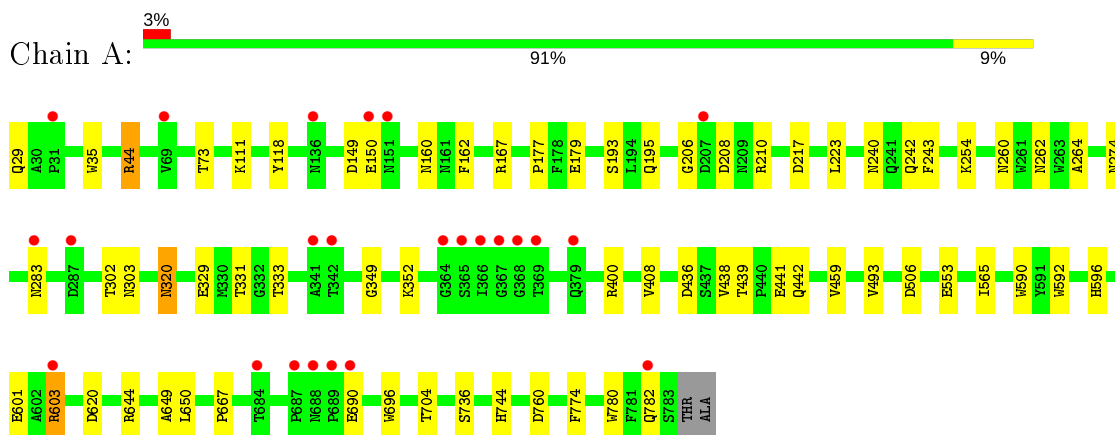 3%
Chain A:
91% 9%
Q29 A30 P31 W35 R44 V69 T73 K111 Y118 N136 D149 E150 N151 N160 N161 F162 R167 P177 F178 E179 S193 L194 Q195 G206 D207 D208 N209 R210 D217 L223 N240 Q241 Q242 F243 K254 N260 W261 N262 W263 A264 N274
N283 D287 T302 N303 N320 E329 M330 T331 G332 T333 A341 T342 G349 K352 G364 S365 I366 G367 G368 T369 Q379 R400 V408 D436 S437 V438 T439 P440 E441 Q442 V459 V493 D506 E553 I565 W590 Y591 W592 H596
E601 A602 R603 D620 R644 A649 L650 P667 T684 P687 N688 P689 E690 W696 T704 S736 H744 D760 F774 W780 F781 Q782 S783 THR ALA